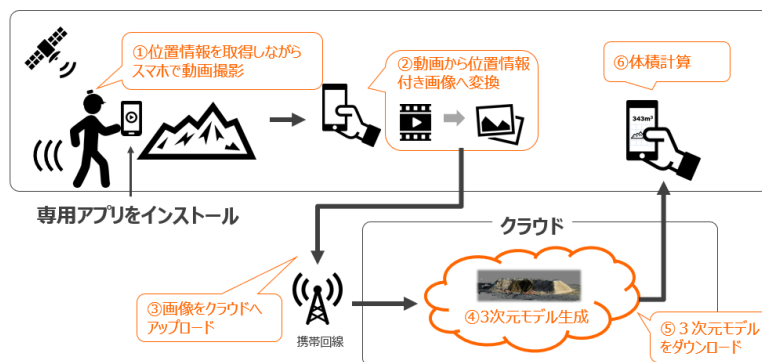 ①位置情報を取得しながら
スマホで動画撮影
②動画から位置情報
付き画像へ変換
⑥体積計算
343m³
専用アプリをインストール
クラウド
③画像をクラウドへ
アップロード
携帯回線
④3次元モデル生成
⑤３次元モデル
をダウンロード